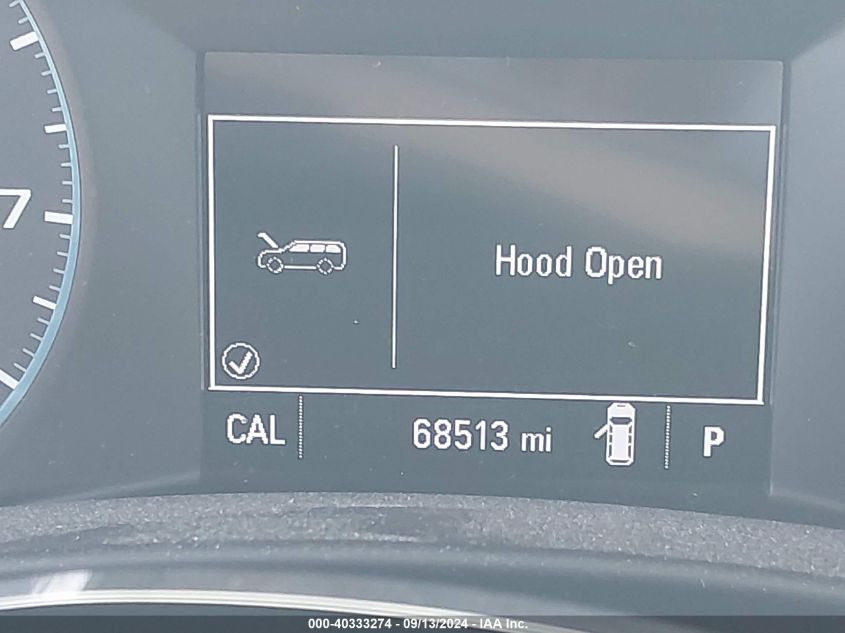 7
Hood Open
CAL 68513 mi P
000-40333274 - 09/13/2024 - IAA Inc.